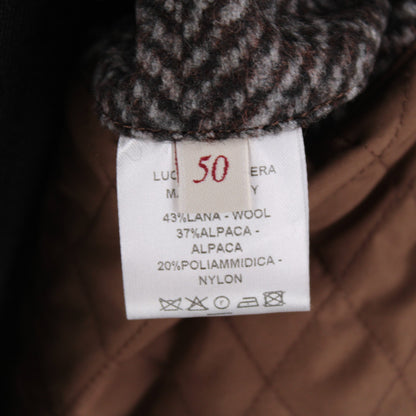 50
43%LANA - WOOL
37%ALPACA -
ALPACA
20%POLIAMMIDICA -
NYLON